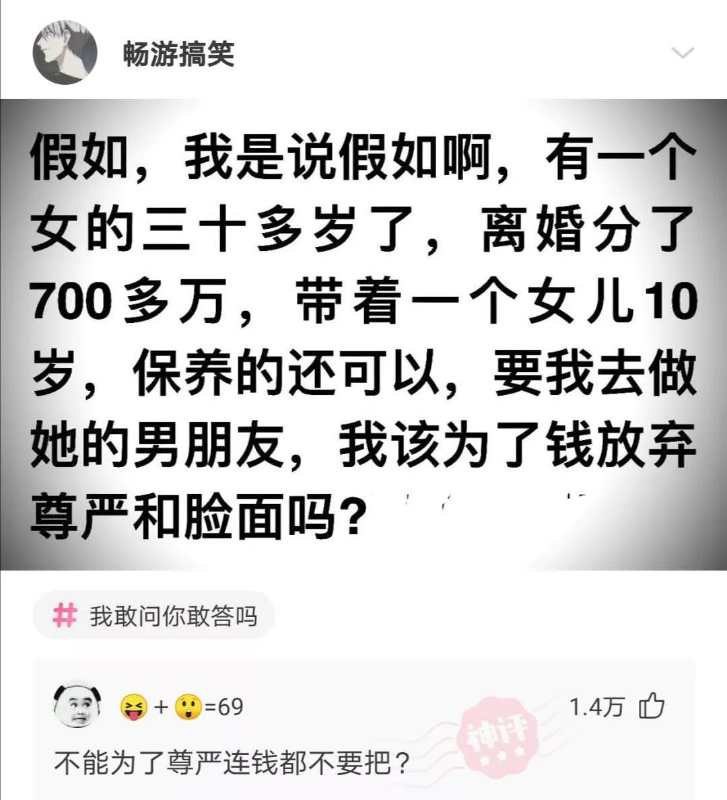 畅游搞笑
假如，我是说假如啊，有一个
女的三十多岁了，离婚分了
700多万，带着一个女儿10
岁，保养的还可以，要我去做
她的男朋友，我该为了钱放弃
尊严和脸面吗?
# 我敢问你敢答吗
😝+😲=69
1.4万
神评
不能为了尊严连钱都不要把?